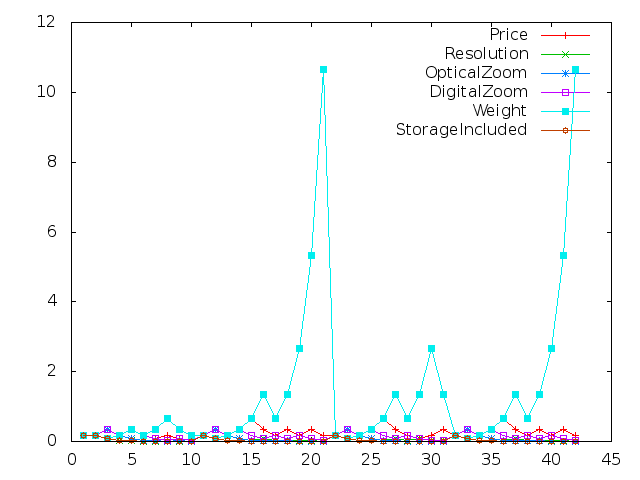 12
10
8
6
4
2
0
Price
Resolution
OpticalZoom
DigitalZoom
Weight
StorageIncluded
0 5 10 15 20 25 30 35 40 45